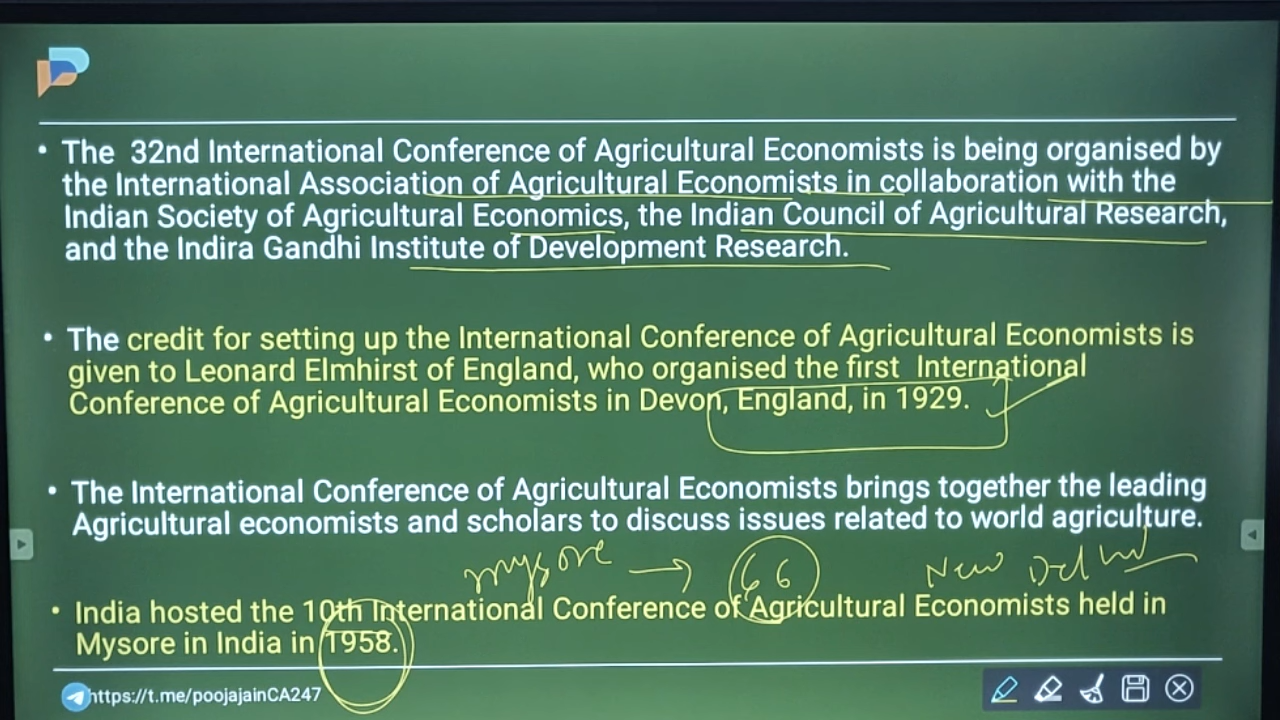 • The 32nd International Conference of Agricultural Economists is being organised by
the International Association of Agricultural Economists in collaboration with the
Indian Society of Agricultural Economics, the Indian Council of Agricultural Research,
and the Indira Gandhi Institute of Development Research.
• The credit for setting up the International Conference of Agricultural Economists is
given to Leonard Elmhirst of England, who organised the first International
Conference of Agricultural Economists in Devon, England, in 1929.
• The International Conference of Agricultural Economists brings together the leading
Agricultural economists and scholars to discuss issues related to world agriculture.
mysore → 66 New Delhi
• India hosted the 10th International Conference of Agricultural Economists held in
Mysore in India in 1958.
https://t.me/poojajainCA247